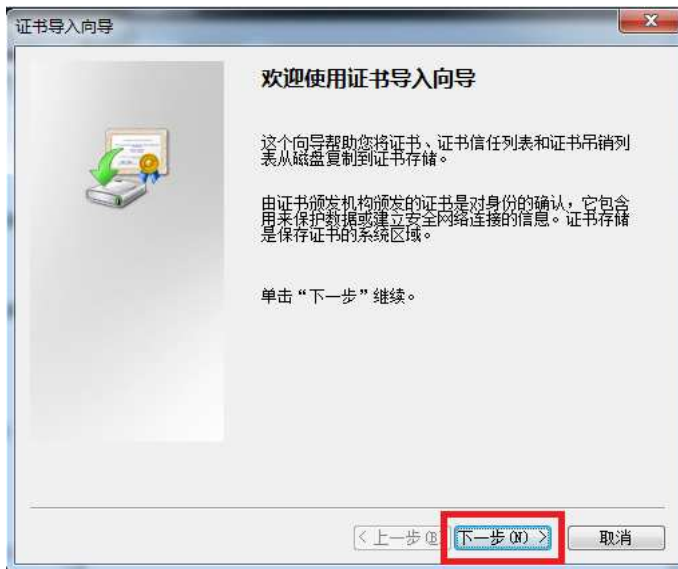 证书导入向导
欢迎使用证书导入向导
这个向导帮助您将证书、证书信任列表和证书吊销列
表从磁盘复制到证书存储。
由证书颁发机构颁发的证书是对身份的确认，它包含
用来保护数据或建立安全网络连接的信息。证书存储
是保存证书的系统区域。
单击“下一步”继续。
<上一步(B) 下一步(N) > 取消